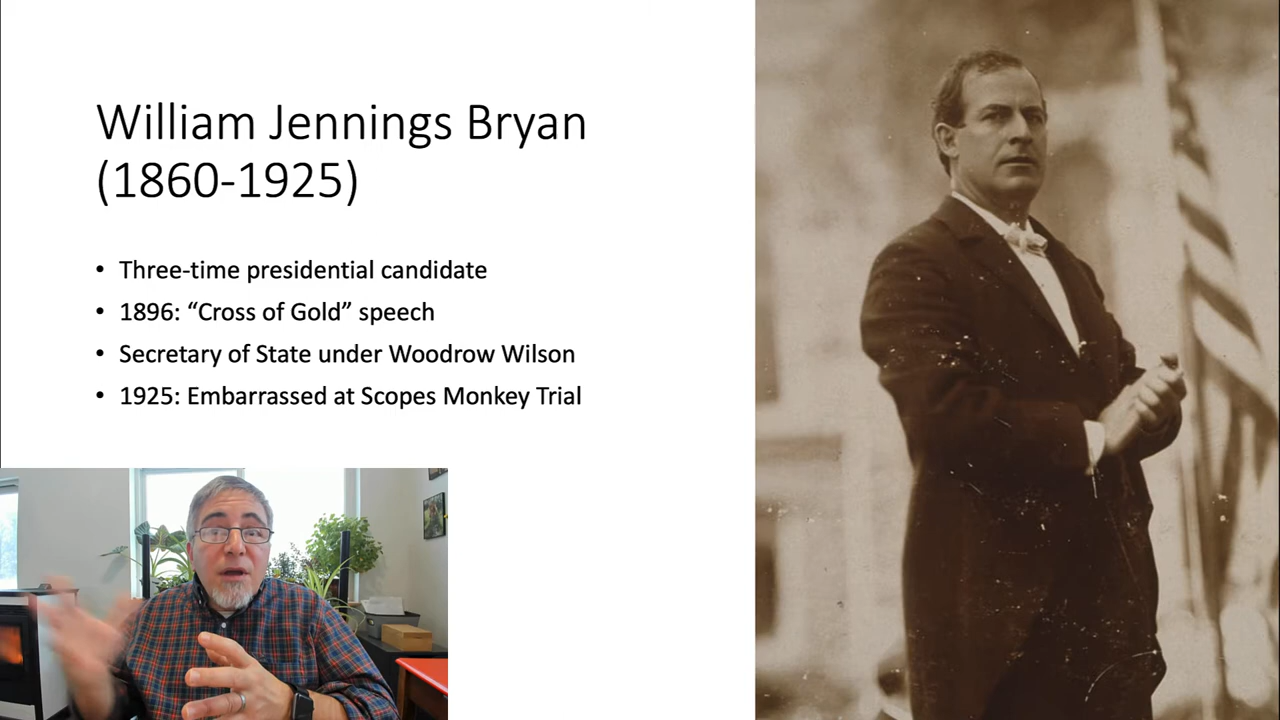 William Jennings Bryan
(1860-1925)
• Three-time presidential candidate
• 1896: “Cross of Gold” speech
• Secretary of State under Woodrow Wilson
• 1925: Embarrassed at Scopes Monkey Trial